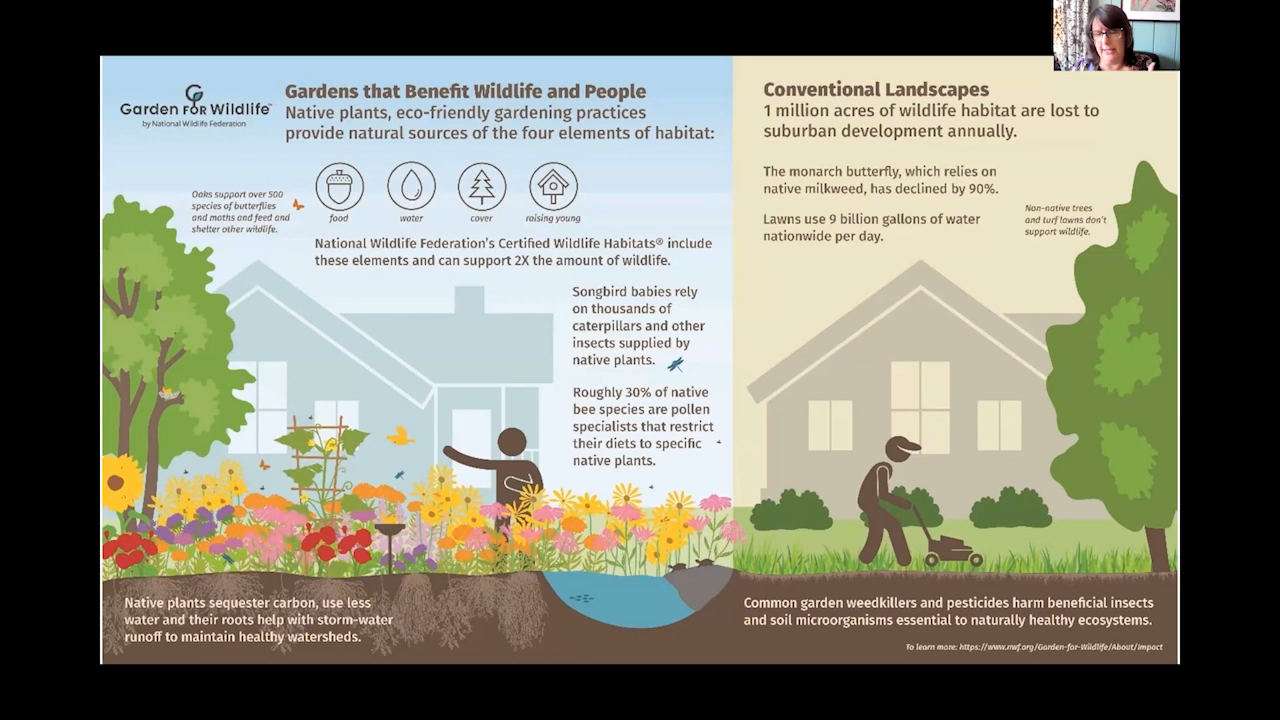 Garden FOR Wildlife™
by National Wildlife Federation
Gardens that Benefit Wildlife and People
Native plants, eco-friendly gardening practices
provide natural sources of the four elements of habitat:
food
water
cover
raising young
Oaks support over 500
species of butterflies
and moths and feed and
shelter other wildlife.
National Wildlife Federation's Certified Wildlife Habitats® include
these elements and can support 2X the amount of wildlife.
Songbird babies rely
on thousands of
caterpillars and other
insects supplied by
native plants.
Roughly 30% of native
bee species are pollen
specialists that restrict
their diets to specific
native plants.
Native plants sequester carbon, use less
water and their roots help with storm-water
runoff to maintain healthy watersheds.
Conventional Landscapes
1 million acres of wildlife habitat are lost to
suburban development annually.
The monarch butterfly, which relies on
native milkweed, has declined by 90%.
Lawns use 9 billion gallons of water
nationwide per day.
Non-native trees
and turf lawns don't
support wildlife.
Common garden weedkillers and pesticides harm beneficial insects
and soil microorganisms essential to naturally healthy ecosystems.
To learn more: https://www.nwf.org/Garden-for-Wildlife/About/Impact